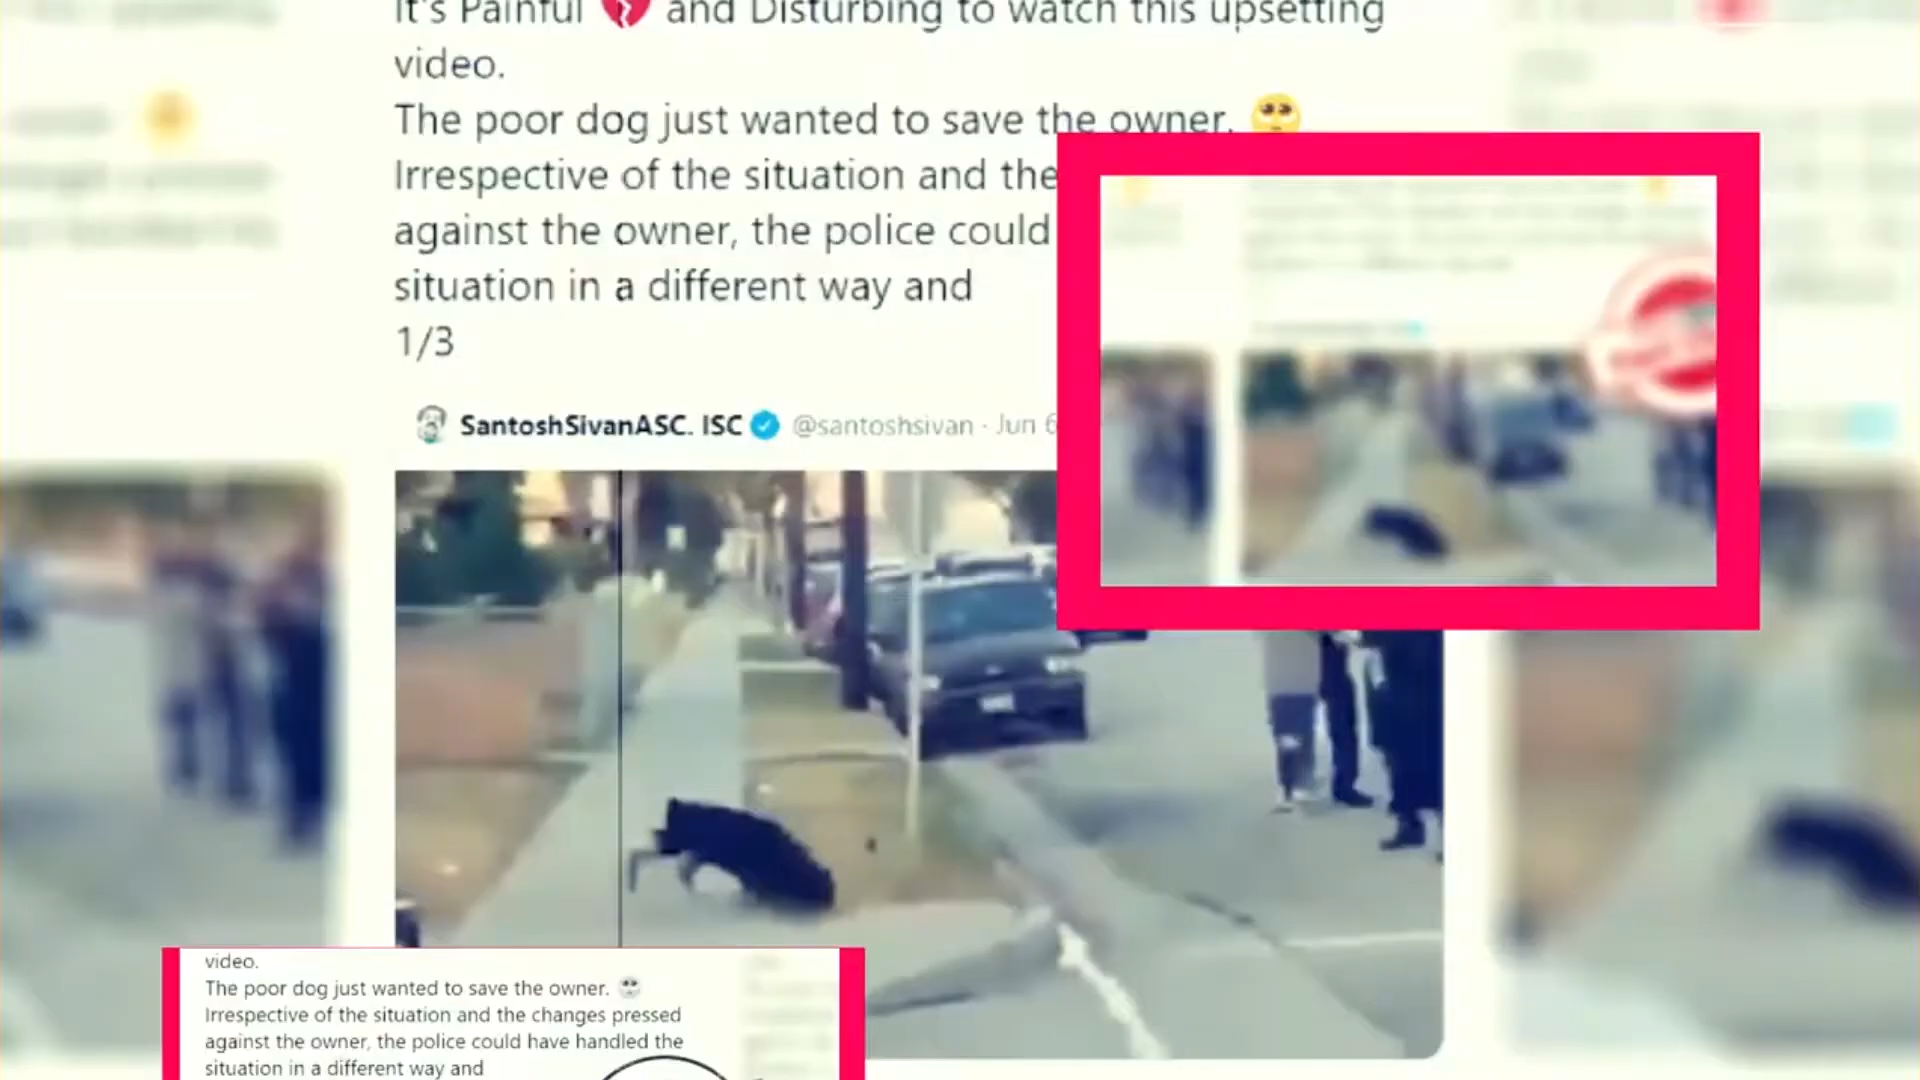 It's Painful 💔 and Disturbing to watch this upsetting
video.
The poor dog just wanted to save the owner. 🥺
Irrespective of the situation and the
against the owner, the police could
situation in a different way and
1/3
SantoshSivanASC. ISC @santoshsivan · Jun 6
video.
The poor dog just wanted to save the owner. 🥺
Irrespective of the situation and the changes pressed
against the owner, the police could have handled the
situation in a different way and